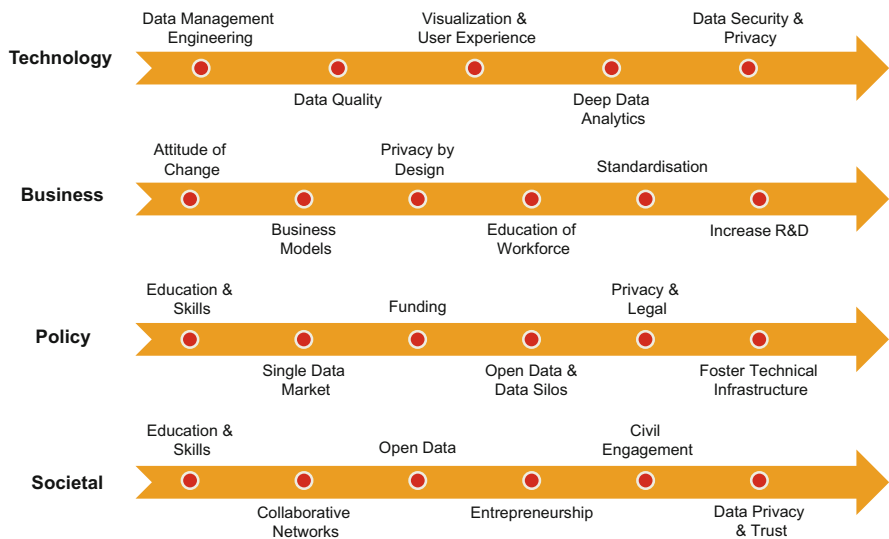 Data Management
Engineering
Visualization &
User Experience
Data Security &
Privacy
Technology
Data Quality
Deep Data
Analytics
Attitude of
Change
Privacy by
Design
Standardisation
Business
Business
Models
Education of
Workforce
Increase R&D
Education &
Skills
Funding
Privacy &
Legal
Policy
Single Data
Market
Open Data &
Data Silos
Foster Technical
Infrastructure
Education &
Skills
Open Data
Civil
Engagement
Societal
Collaborative
Networks
Entrepreneurship
Data Privacy
& Trust